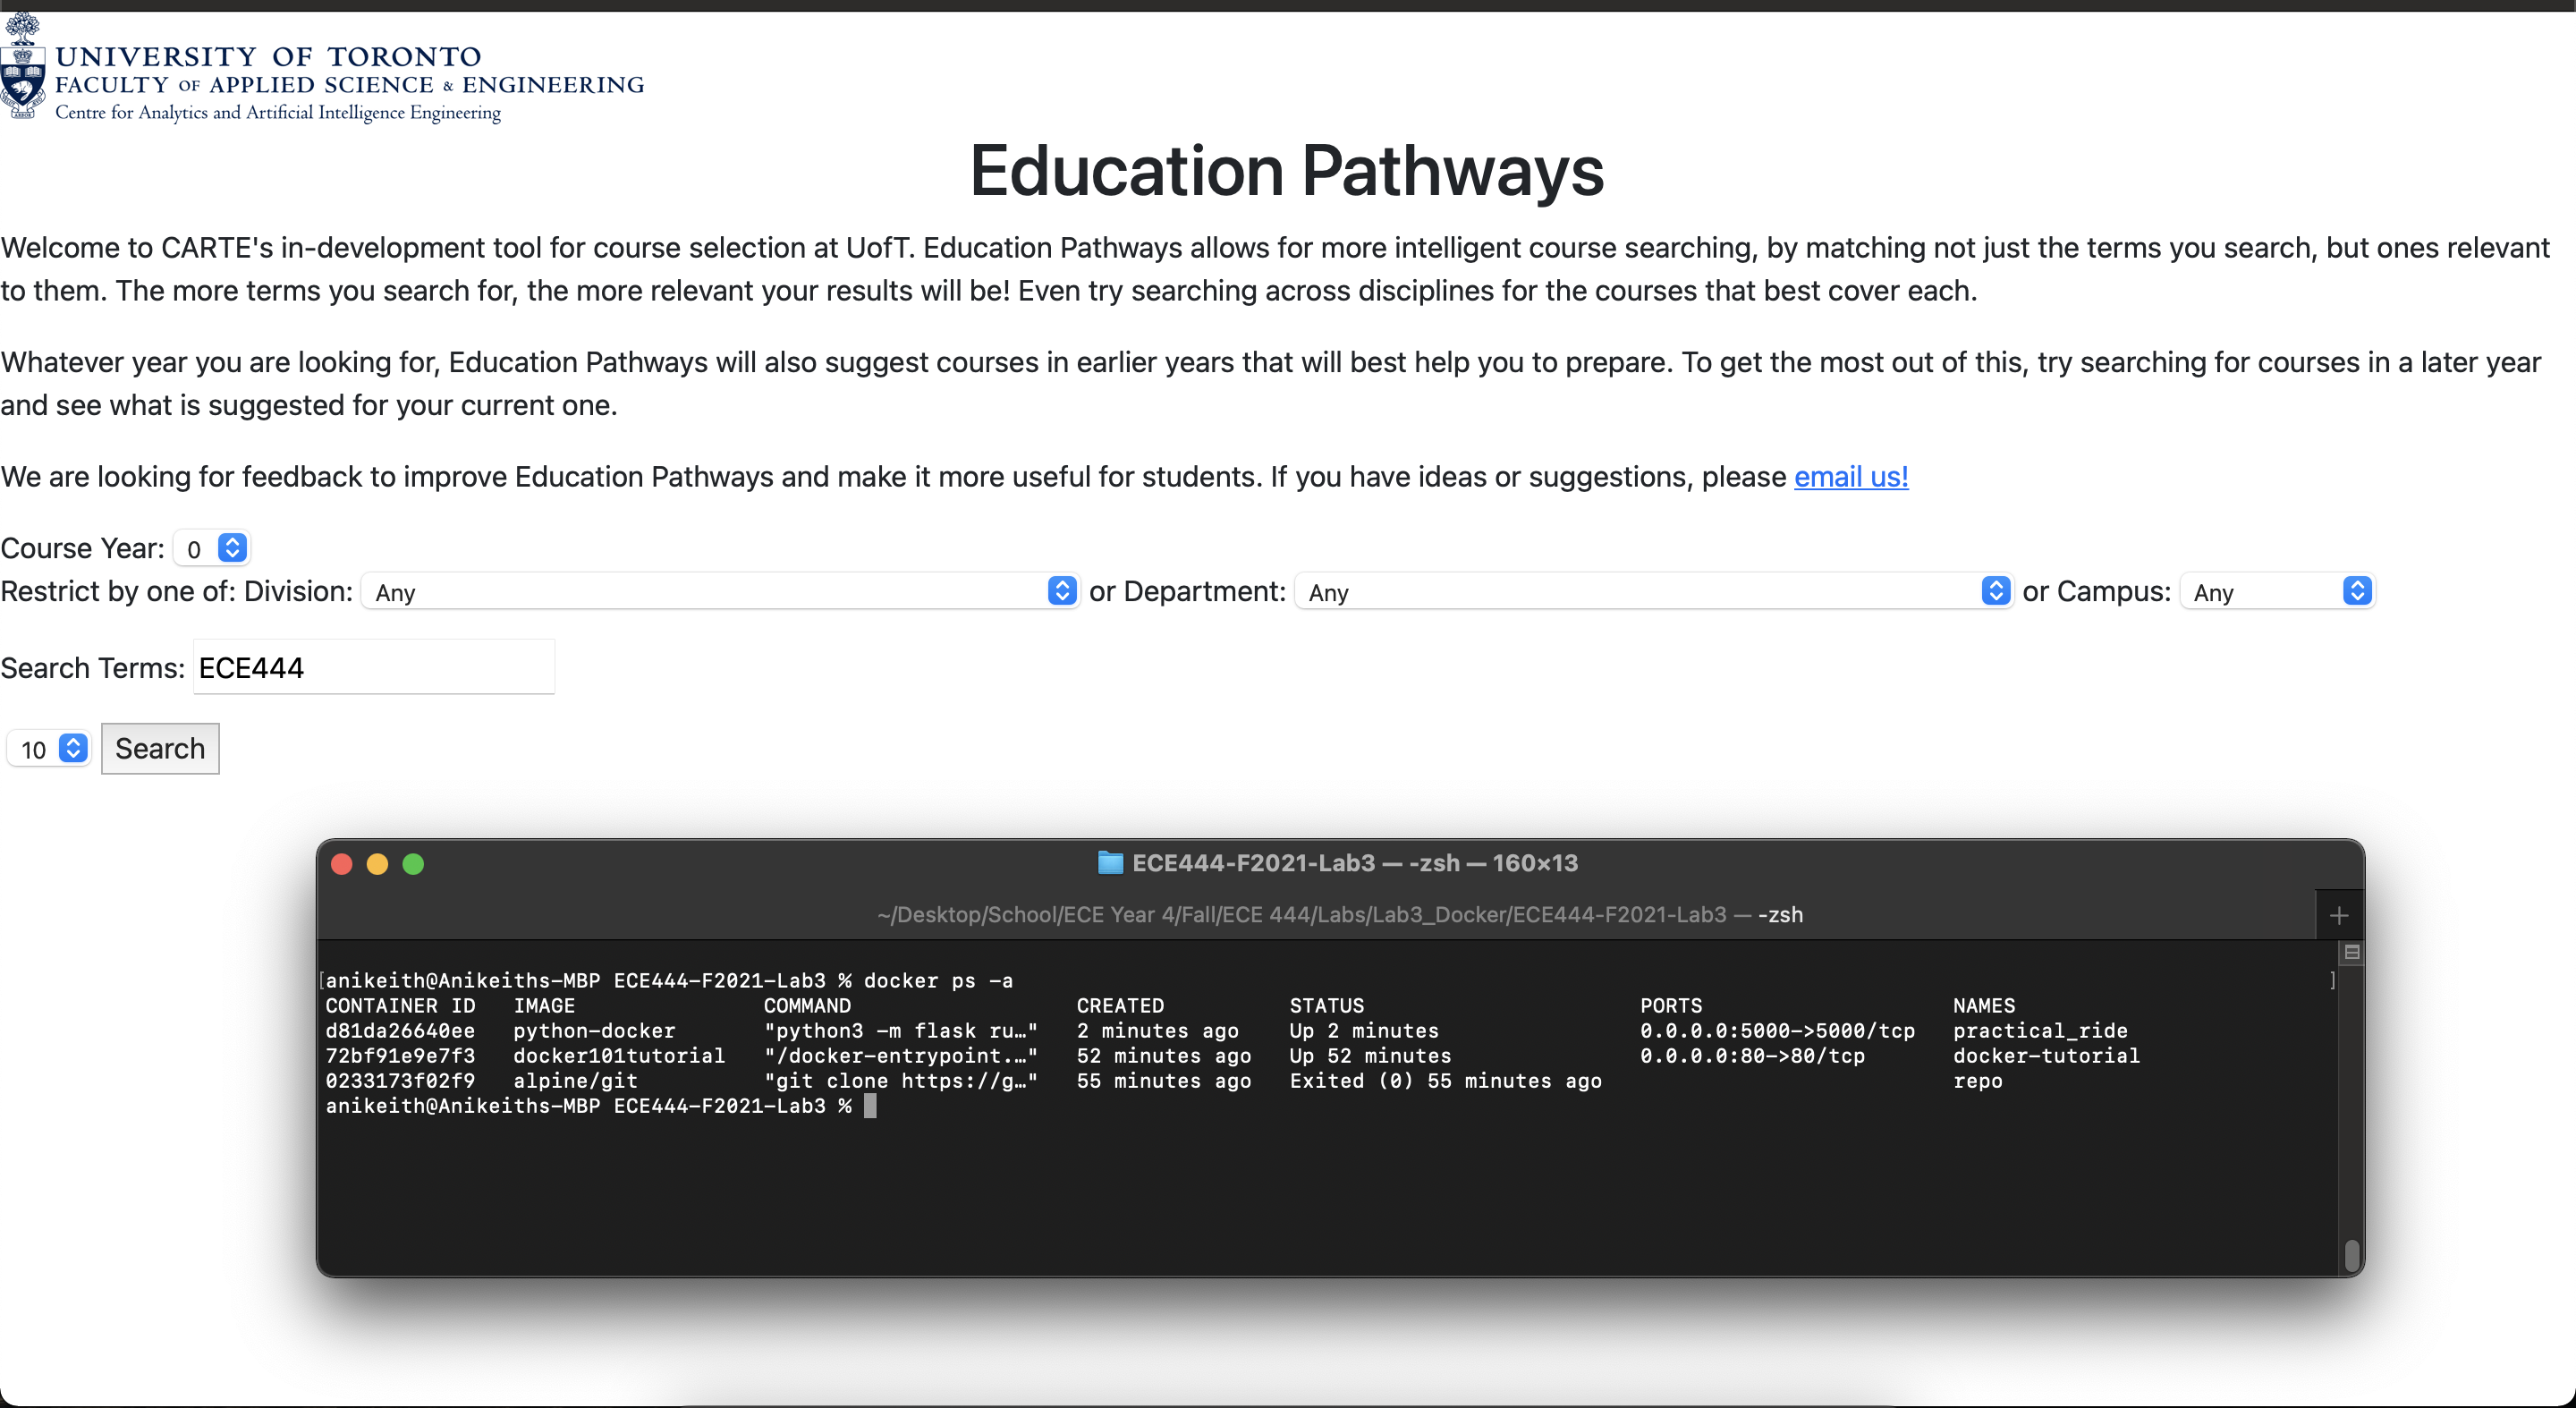 UNIVERSITY OF TORONTO
FACULTY OF APPLIED SCIENCE & ENGINEERING
Centre for Analytics and Artificial Intelligence Engineering
Education Pathways
Welcome to CARTE's in-development tool for course selection at UofT. Education Pathways allows for more intelligent course searching, by matching not just the terms you search, but ones relevant
to them. The more terms you search for, the more relevant your results will be! Even try searching across disciplines for the courses that best cover each.
Whatever year you are looking for, Education Pathways will also suggest courses in earlier years that will best help you to prepare. To get the most out of this, try searching for courses in a later year
and see what is suggested for your current one.
We are looking for feedback to improve Education Pathways and make it more useful for students. If you have ideas or suggestions, please email us!
Course Year: 0
Restrict by one of: Division: Any or Department: Any or Campus: Any
Search Terms: ECE444
10 Search
ECE444-F2021-Lab3 — -zsh — 160×13
~/Desktop/School/ECE Year 4/Fall/ECE 444/Labs/Lab3_Docker/ECE444-F2021-Lab3 — -zsh +
[anikeith@Anikeiths-MBP ECE444-F2021-Lab3 % docker ps -a ]
CONTAINER ID IMAGE COMMAND CREATED STATUS PORTS NAMES
d81da26640ee python-docker "python3 -m flask ru…" 2 minutes ago Up 2 minutes 0.0.0.0:5000->5000/tcp practical_ride
72bf91e9e7f3 docker101tutorial "/docker-entrypoint.…" 52 minutes ago Up 52 minutes 0.0.0.0:80->80/tcp docker-tutorial
0233173f02f9 alpine/git "git clone https://g…" 55 minutes ago Exited (0) 55 minutes ago repo
anikeith@Anikeiths-MBP ECE444-F2021-Lab3 %